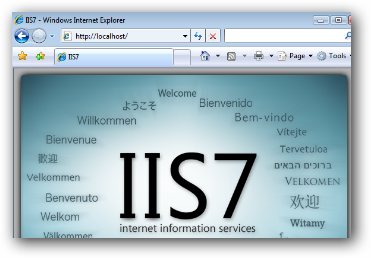 IIS7 - Windows Internet Explorer
http://localhost/
IIS7
Page
Tools
Welcome
ようこそ
Bienvenido
Willkommen
Bem-vindo
Vítejte
Bienvenue
Tervetuloa
歡迎
ברוכים הבאים
Velkommen
VELKOMEN
Benvenuto
欢迎
Welkom
Witamy
Välkommen
IIS7
internet information services